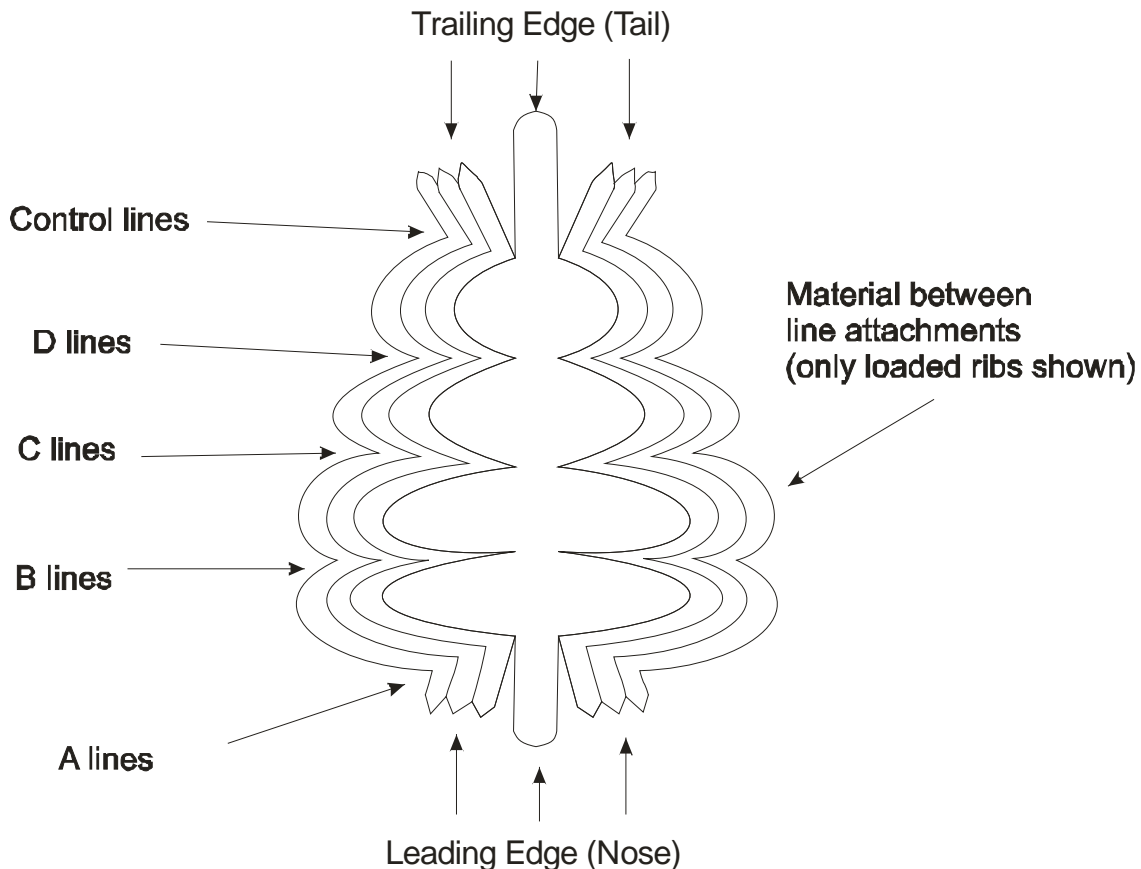 Trailing Edge (Tail)
Control lines
Material between
line attachments
(only loaded ribs shown)
D lines
C lines
B lines
A lines
Leading Edge (Nose)